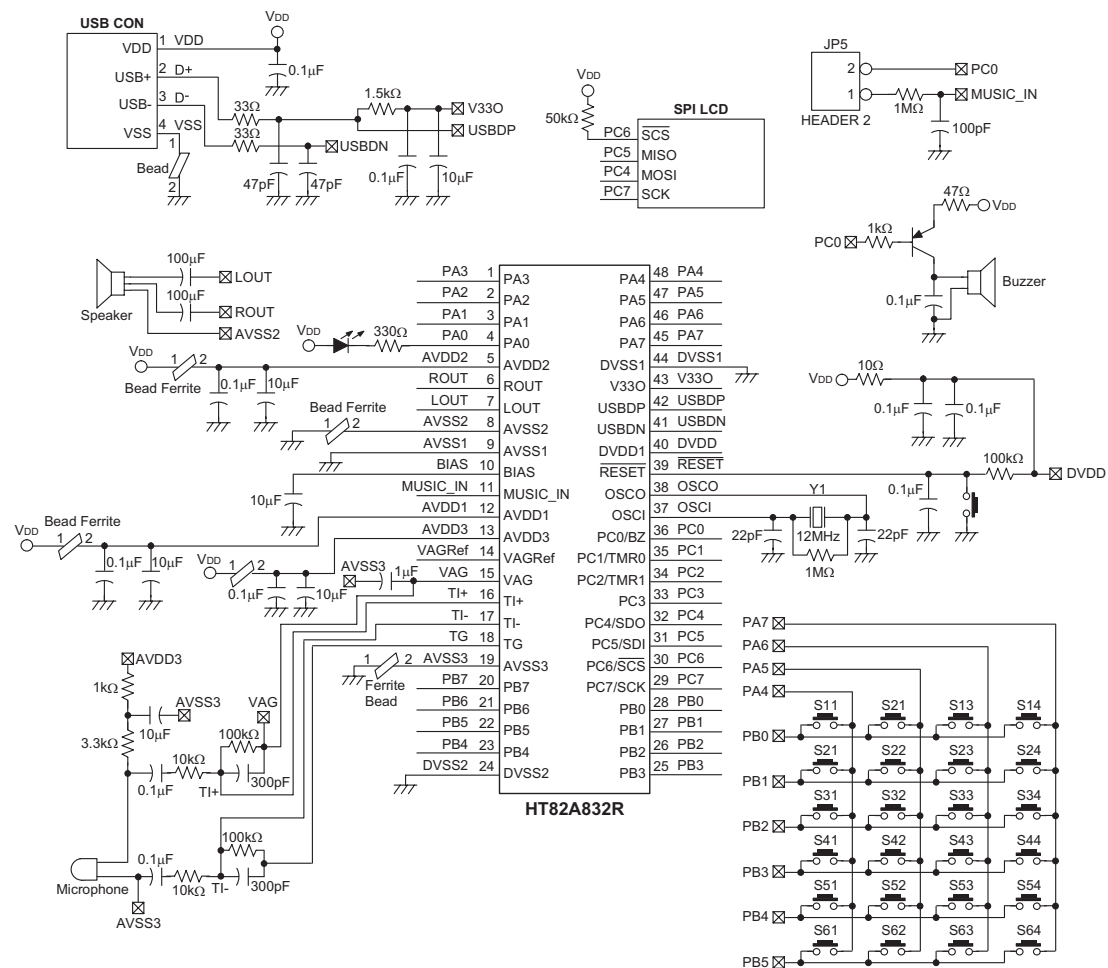 USB CON
VDD
USB+
USB-
VSS
1 VDD
2 D+
3 D-
4 VSS
VDD
0.1µF
33Ω
33Ω
1
Bead
2
47pF
47pF
USBDN
1.5kΩ
V33O
USBDP
0.1µF
10µF
VDD
50kΩ
SPI LCD
PC6 SCS
PC5 MISO
PC4 MOSI
PC7 SCK
JP5
2
1
HEADER 2
PC0
1MΩ
MUSIC_IN
100pF
47Ω
VDD
PC0
1kΩ
0.1µF
Buzzer
100µF
LOUT
100µF
ROUT
Speaker
AVSS2
VDD
330Ω
VDD
1 2
Bead Ferrite
0.1µF
10µF
Bead Ferrite
1 2
10µF
VDD
Bead Ferrite
1 2
0.1µF
10µF
VDD
1 2
0.1µF
10µF
AVSS3
1µF
1 2
Ferrite
Bead
PA3 1 PA3
PA2 2 PA2
PA1 3 PA1
PA0 4 PA0
AVDD2 5 AVDD2
ROUT 6 ROUT
LOUT 7 LOUT
AVSS2 8 AVSS2
AVSS1 9 AVSS1
BIAS 10 BIAS
MUSIC_IN 11 MUSIC_IN
AVDD1 12 AVDD1
AVDD3 13 AVDD3
VAGRef 14 VAGRef
VAG 15 VAG
TI+ 16 TI+
TI- 17 TI-
TG 18 TG
AVSS3 19 AVSS3
PB7 20 PB7
PB6 21 PB6
PB5 22 PB5
PB4 23 PB4
DVSS2 24 DVSS2
PA4 48 PA4
PA5 47 PA5
PA6 46 PA6
PA7 45 PA7
DVSS1 44 DVSS1
V33O 43 V33O
USBDP 42 USBDP
USBDN 41 USBDN
DVDD1 40 DVDD
RESET 39 RESET
OSCO 38 OSCO
OSCI 37 OSCI
PC0/BZ 36 PC0
PC1/TMR0 35 PC1
PC2/TMR1 34 PC2
PC3 33 PC3
PC4/SDO 32 PC4
PC5/SDI 31 PC5
PC6/SCS 30 PC6
PC7/SCK 29 PC7
PB0 28 PB0
PB1 27 PB1
PB2 26 PB2
PB3 25 PB3
HT82A832R
VDD
10Ω
0.1µF
0.1µF
100kΩ
DVDD
0.1µF
Y1
22pF
12MHz
22pF
1MΩ
AVDD3
1kΩ
AVSS3
10µF
3.3kΩ
VAG
100kΩ
10kΩ
300pF
0.1µF
TI+
100kΩ
0.1µF
300pF
10kΩ
TI-
Microphone
AVSS3
PA7
PA6
PA5
PA4
S11 S21 S13 S14
PB0
S21 S22 S23 S24
PB1
S31 S32 S33 S34
PB2
S41 S42 S43 S44
PB3
S51 S52 S53 S54
PB4
S61 S62 S63 S64
PB5